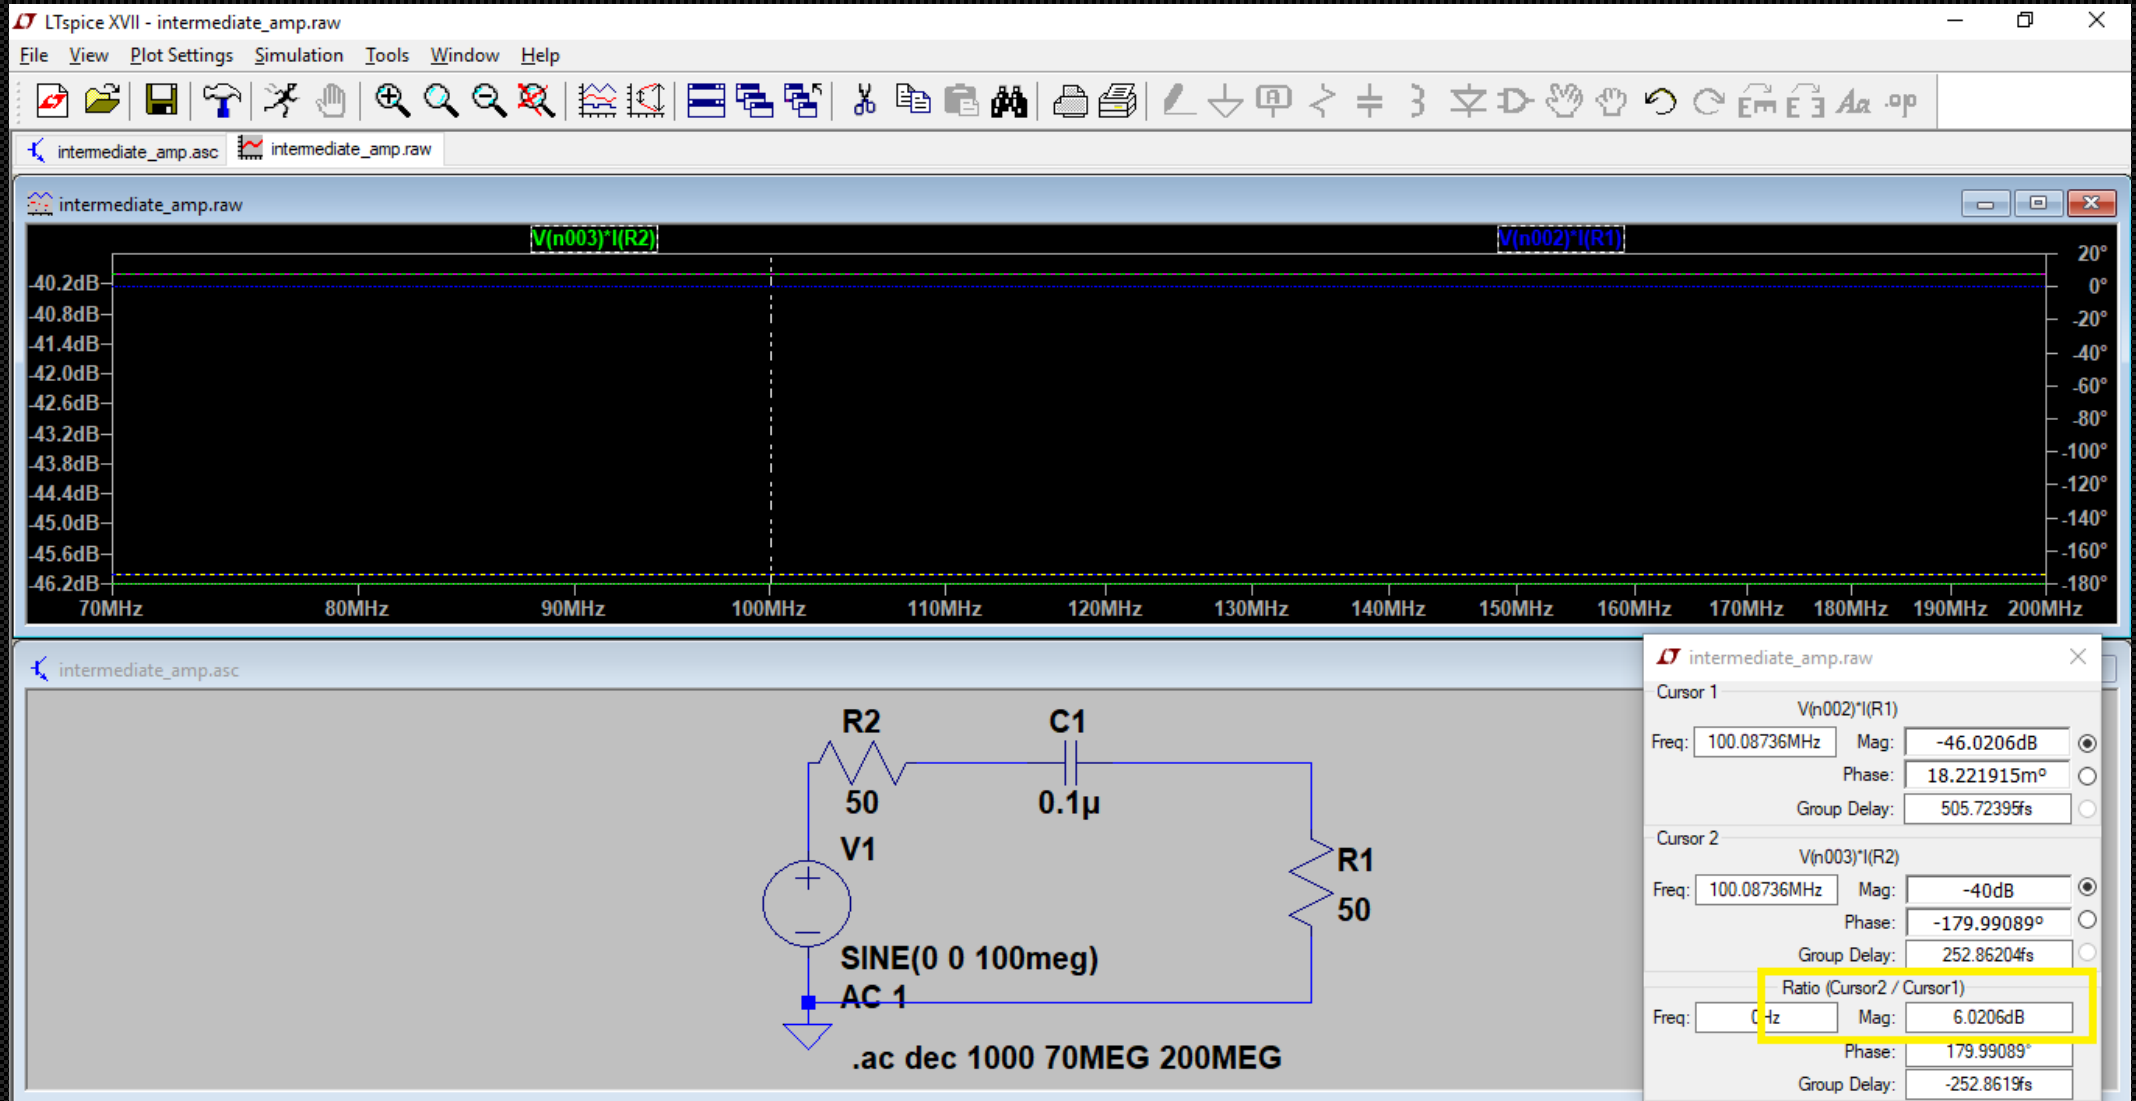 LTspice XVII - intermediate_amp.raw
File View Plot Settings Simulation Tools Window Help
intermediate_amp.asc intermediate_amp.raw
intermediate_amp.raw
V(n003)*I(R2) V(n002)*I(R1)
20°
-40.2dB 0°
-40.8dB -20°
-41.4dB -40°
-42.0dB -60°
-42.6dB -80°
-43.2dB -100°
-43.8dB -120°
-44.4dB -140°
-45.0dB -160°
-45.6dB -180°
-46.2dB
70MHz 80MHz 90MHz 100MHz 110MHz 120MHz 130MHz 140MHz 150MHz 160MHz 170MHz 180MHz 190MHz 200MHz
intermediate_amp.asc
R2
50
C1
0.1µ
V1
R1
50
SINE(0 0 100meg)
AC 1
.ac dec 1000 70MEG 200MEG
intermediate_amp.raw
Cursor 1
V(n002)*I(R1)
Freq: 100.08736MHz Mag: -46.0206dB
Phase: 18.221915m°
Group Delay: 505.72395fs
Cursor 2
V(n003)*I(R2)
Freq: 100.08736MHz Mag: -40dB
Phase: -179.99089°
Group Delay: 252.86204fs
Ratio (Cursor2 / Cursor1)
Freq: 0Hz Mag: 6.0206dB
Phase: 179.99089°
Group Delay: -252.8619fs